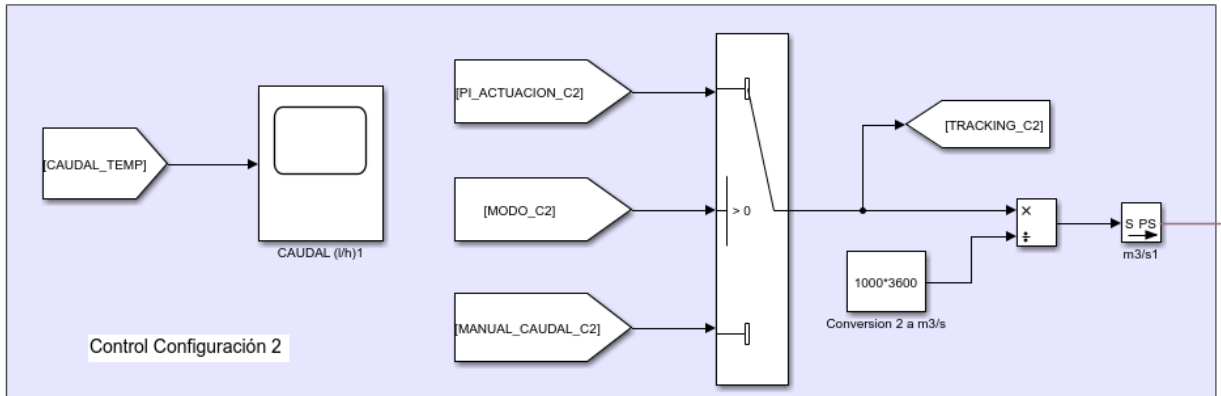 [PI_ACTUACION_C2]
[TRACKING_C2]
[CAUDAL_TEMP]
[MODO_C2]
> 0
×
÷
S PS
CAUDAL (l/h)1
m3/s1
1000*3600
Conversion 2 a m3/s
[MANUAL_CAUDAL_C2]
Control Configuración 2